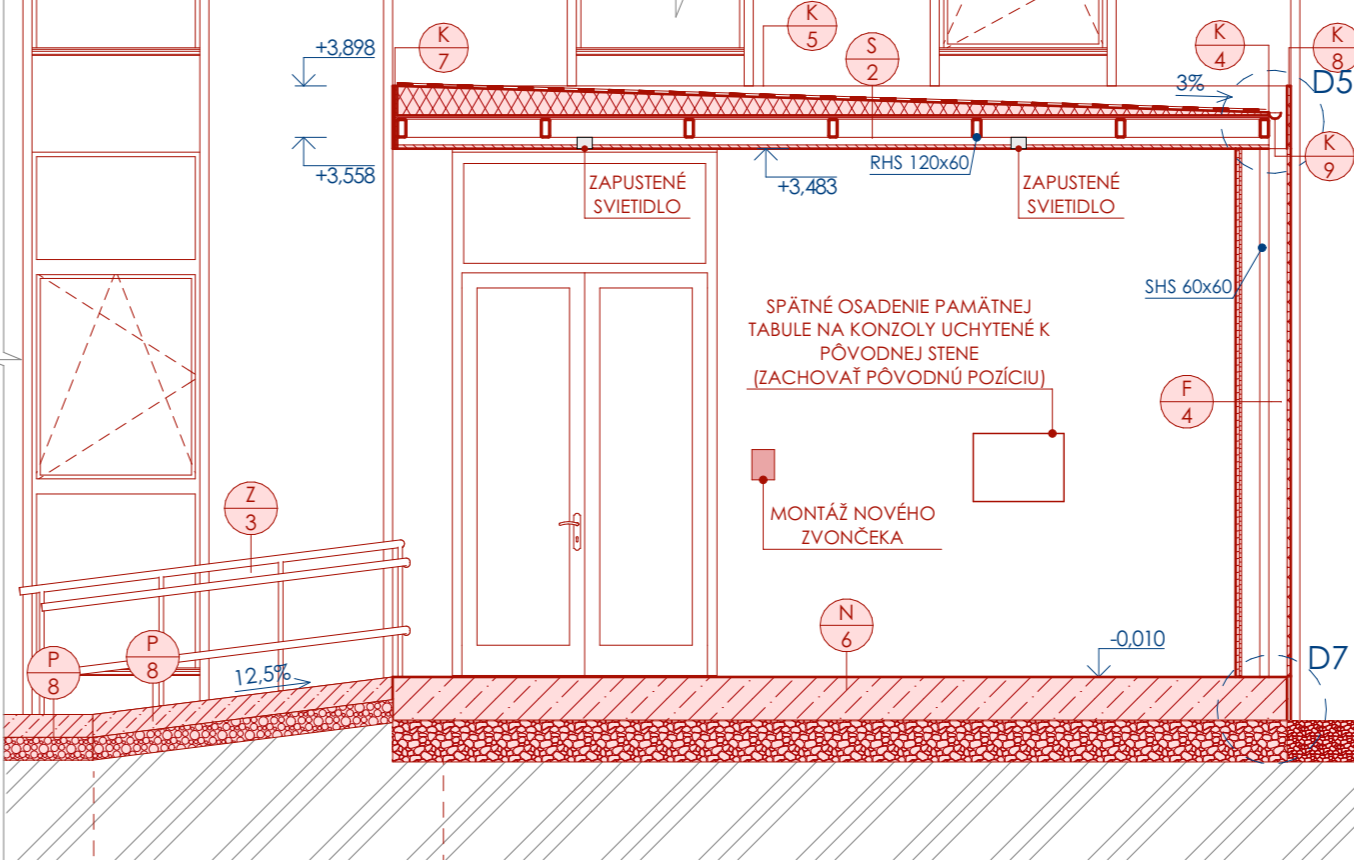 K
5
K
7
+3,898
S
2
K
4
K
8
D5
3%
K
9
+3,558
ZAPUSTENÉ
SVIETIDLO
+3,483
RHS 120x60
ZAPUSTENÉ
SVIETIDLO
SHS 60x60
SPÄTNÉ OSADENIE PAMÄTNEJ
TABULE NA KONZOLY UCHYTENÉ K
PÔVODNEJ STENE
(ZACHOVAŤ PÔVODNÚ POZÍCIU)
F
4
Z
3
MONTÁŽ NOVÉHO
ZVONČEKA
N
6
-0,010
D7
P
8
P
8
12,5%